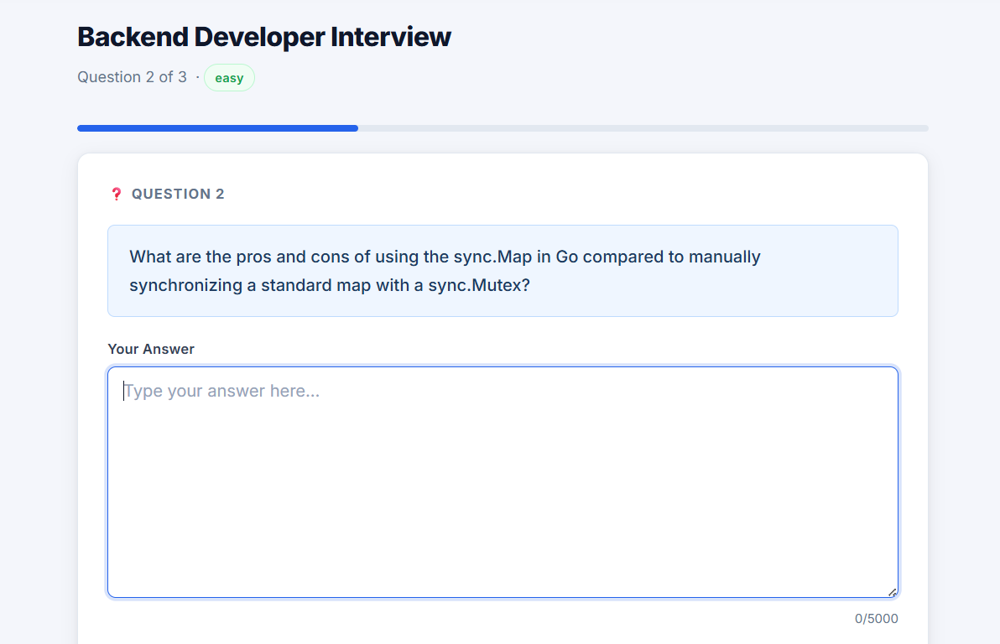 Backend Developer Interview
Question 2 of 3 · easy
❓ QUESTION 2
What are the pros and cons of using the sync.Map in Go compared to manually
synchronizing a standard map with a sync.Mutex?
Your Answer
Type your answer here...
0/5000